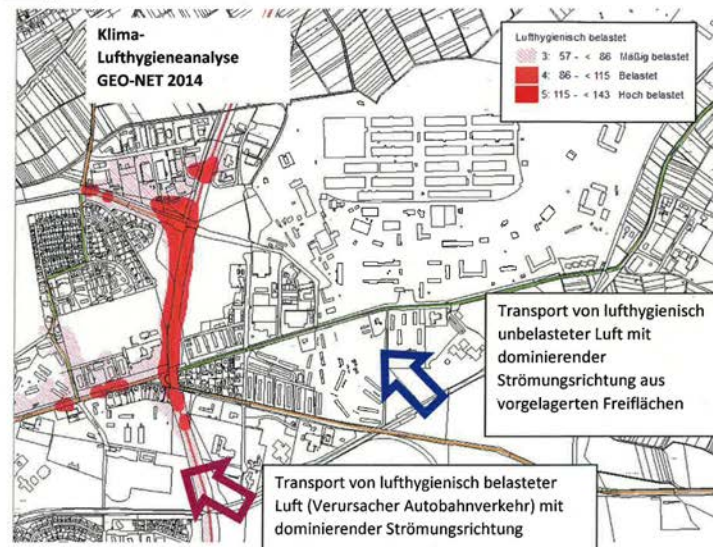 Klima-
Lufthygieneanalyse
GEO-NET 2014
Lufthygienisch belastet
3: 57 - < 86 Mäßig belastet
4: 86 - < 115 Belastet
5: 115 - < 143 Hoch belastet
Transport von lufthygienisch
unbelasteter Luft mit
dominierender
Strömungsrichtung aus
vorgelagerten Freiflächen
Transport von lufthygienisch belasteter
Luft (Verursacher Autobahnverkehr) mit
dominierender Strömungsrichtung